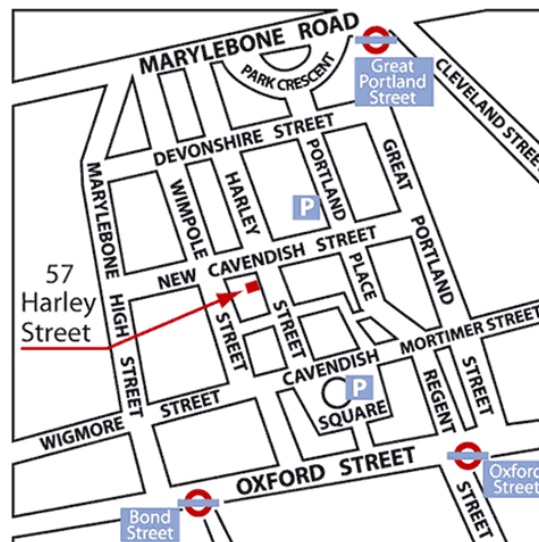 MARYLEBONE ROAD
Great
Portland
Street
PARK CRESCENT
CLEVELAND STREET
DEVONSHIRE STREET
MARYLEBONE HIGH STREET
WIMPOLE STREET
HARLEY STREET
PORTLAND PLACE
GREAT PORTLAND STREET
P
NEW CAVENDISH STREET
57
Harley
Street
MORTIMER STREET
CAVENDISH SQUARE
P
REGENT STREET
WIGMORE STREET
OXFORD STREET
Oxford
Street
Bond
Street